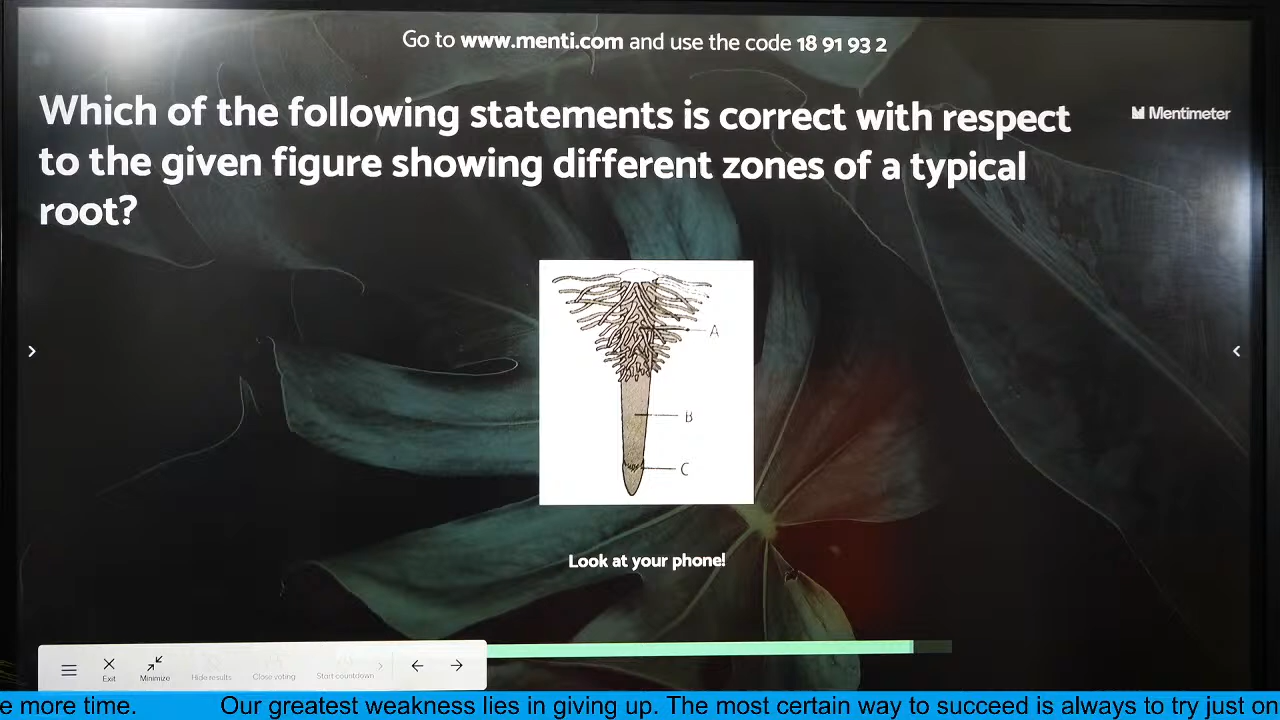 Go to www.menti.com and use the code 18 91 93 2
Which of the following statements is correct with respect
to the given figure showing different zones of a typical
root?
Mentimeter
A
B
C
Look at your phone!
Exit
Minimize
Hide results
Close voting
Start countdown
e more time. Our greatest weakness lies in giving up. The most certain way to succeed is always to try just on